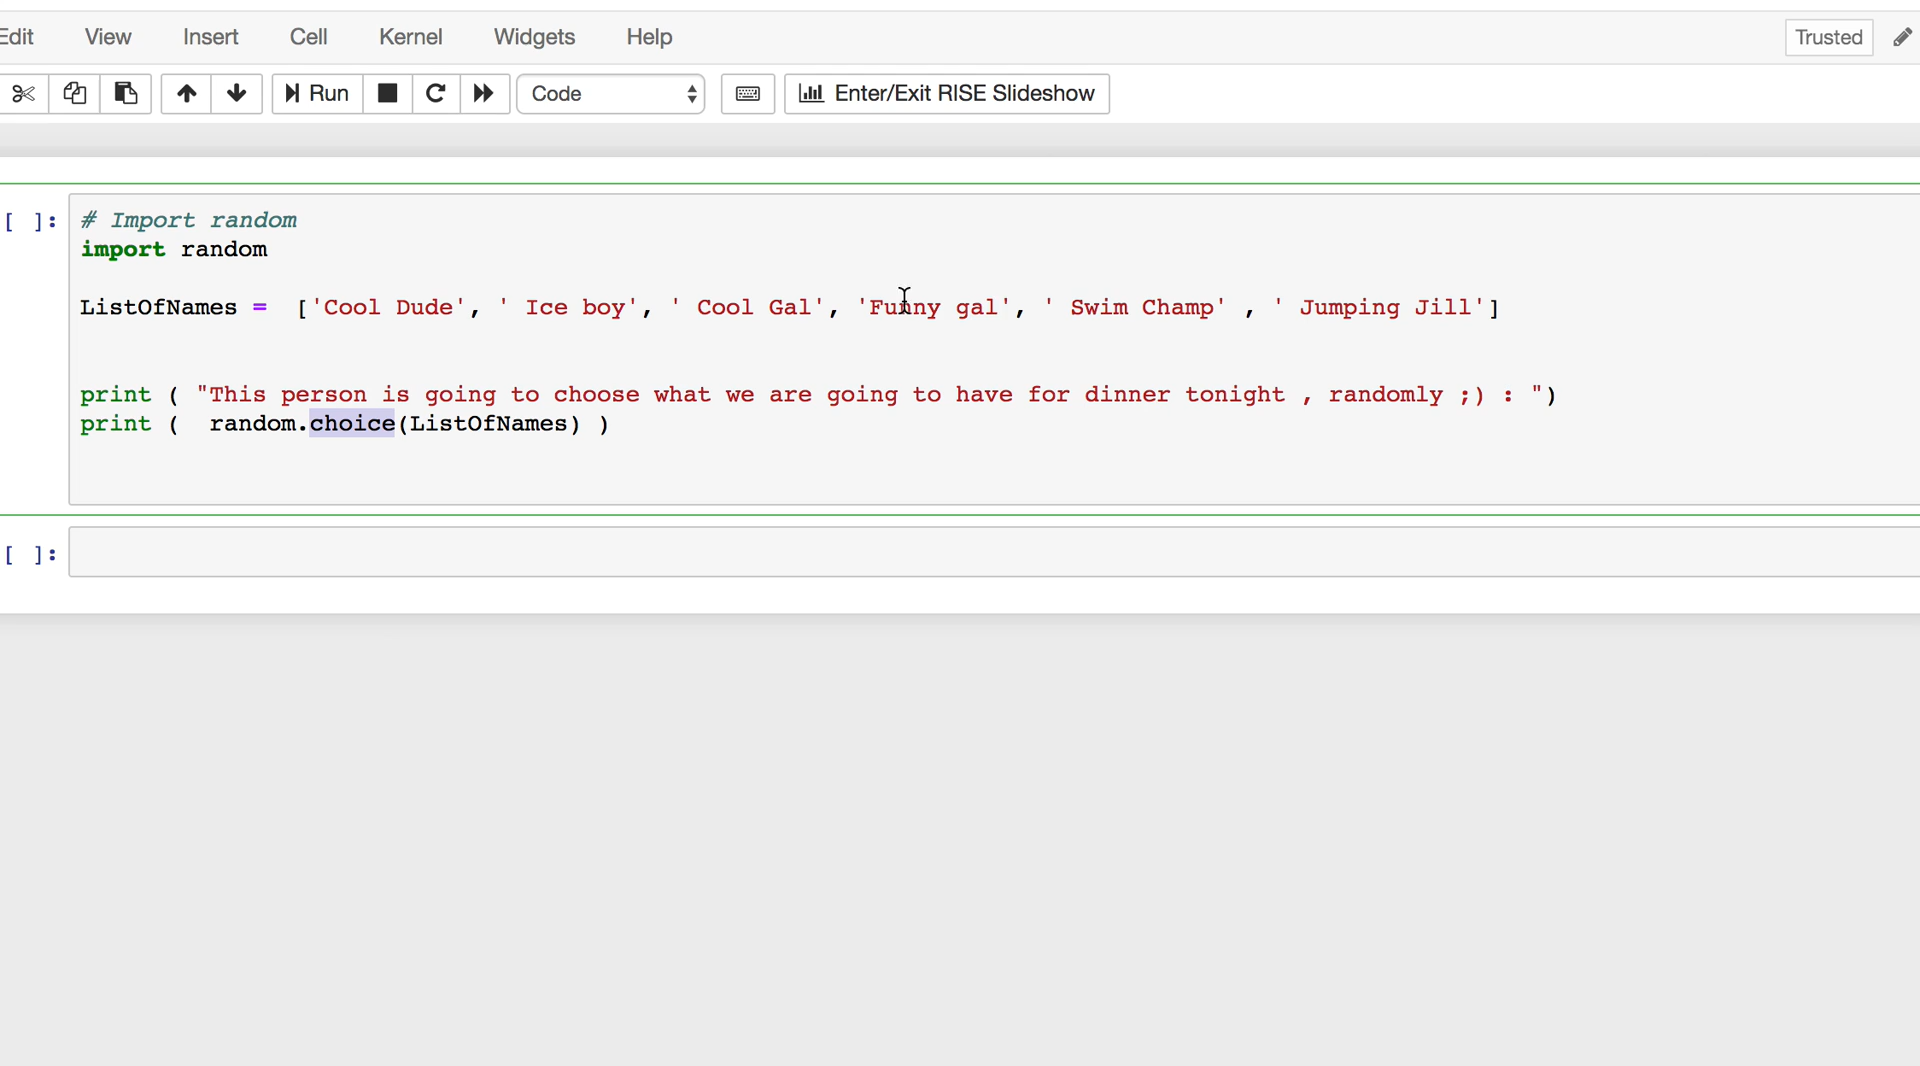 Edit View Insert Cell Kernel Widgets Help Trusted
Run Code Enter/Exit RISE Slideshow
[ ]: # Import random
import random
ListOfNames =  ['Cool Dude', ' Ice boy', ' Cool Gal', 'Funny gal', ' Swim Champ' , ' Jumping Jill']
print ( "This person is going to choose what we are going to have for dinner tonight , randomly ;) : ")
print (  random.choice(ListOfNames) )
[ ]: